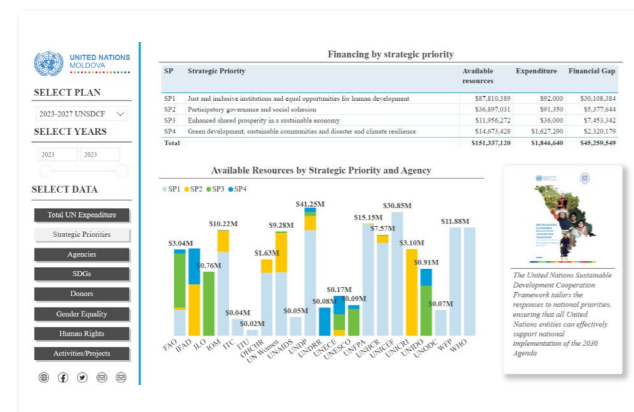 UNITED NATIONS
MOLDOVA
SELECT PLAN
2023-2027 UNSDCF
SELECT YEARS
2023 2023
SELECT DATA
Total UN Expenditure
Strategic Priorities
Agencies
SDGs
Donors
Gender Equality
Human Rights
Activities/Projects
Financing by strategic priority
SP Strategic Priority Available resources Expenditure Financial Gap
SP1 Just and inclusive institutions and equal opportunities for human development $87,810,389 $92,000 $30,108,384
SP2 Participatory governance and social cohesion $36,897,031 $91,350 $5,377,644
SP3 Enhanced shared prosperity in a sustainable economy $11,956,272 $36,000 $7,453,342
SP4 Green development, sustainable communities and disaster and climate resilience $14,673,428 $1,627,290 $2,320,179
Total $151,337,120 $1,846,640 $45,259,549
Available Resources by Strategic Priority and Agency
SP1 SP2 SP3 SP4
$3.04M
$0.76M
$10.22M
$0.04M
$0.02M
$1.63M
$9.28M
$0.05M
$41.25M
$0.08M
$0.17M
$0.09M
$15.15M
$7.57M
$30.85M
$3.10M
$0.91M
$0.07M
$11.88M
FAO
IFAD
ILO
IOM
ITC
ITU
OHCHR
UN Women
UNAIDS
UNDP
UNDRR
UNECE
UNESCO
UNFPA
UNHCR
UNICEF
UNICRI
UNIDO
UNODC
WFP
WHO
The United Nations Sustainable
Development Cooperation
Framework tailors the
responses to national priorities,
ensuring that all United
Nations entities can effectively
support national
implementation of the 2030
Agenda